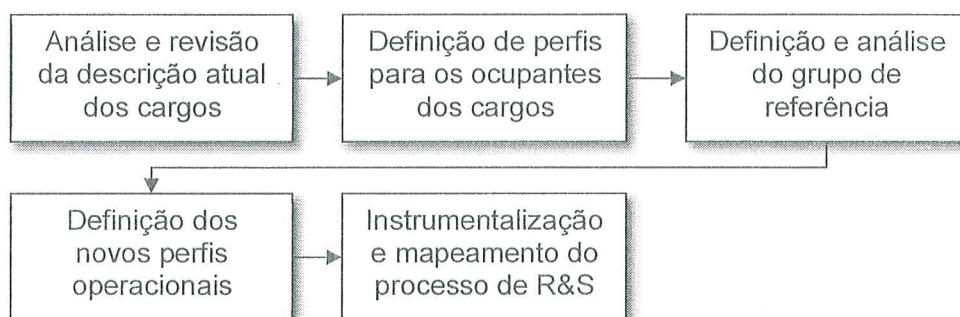 Análise e revisão
da descrição atual
dos cargos
Definição de perfis
para os ocupantes
dos cargos
Definição e análise
do grupo de
referência
Definição dos
novos perfis
operacionais
Instrumentalização
e mapeamento do
processo de R&S